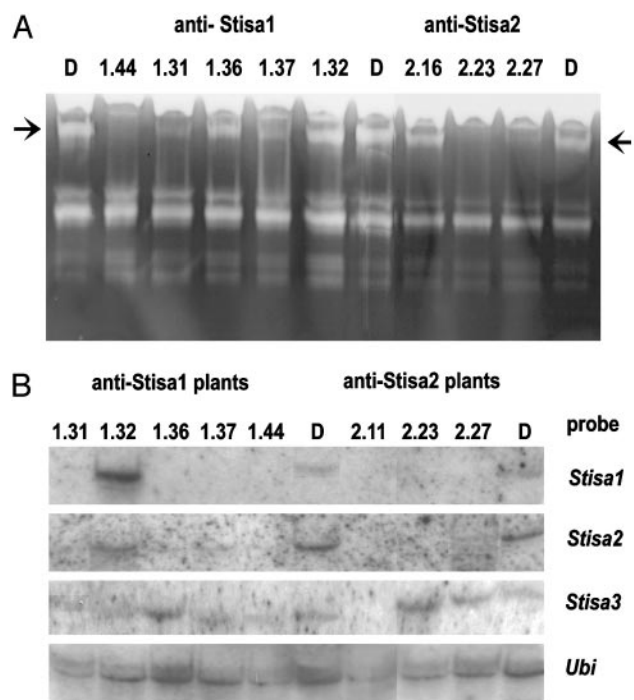 A
anti- Stisa1 anti-Stisa2
D 1.44 1.31 1.36 1.37 1.32 D 2.16 2.23 2.27 D
B
anti-Stisa1 plants anti-Stisa2 plants
1.31 1.32 1.36 1.37 1.44 D 2.11 2.23 2.27 D probe
Stisa1
Stisa2
Stisa3
Ubi